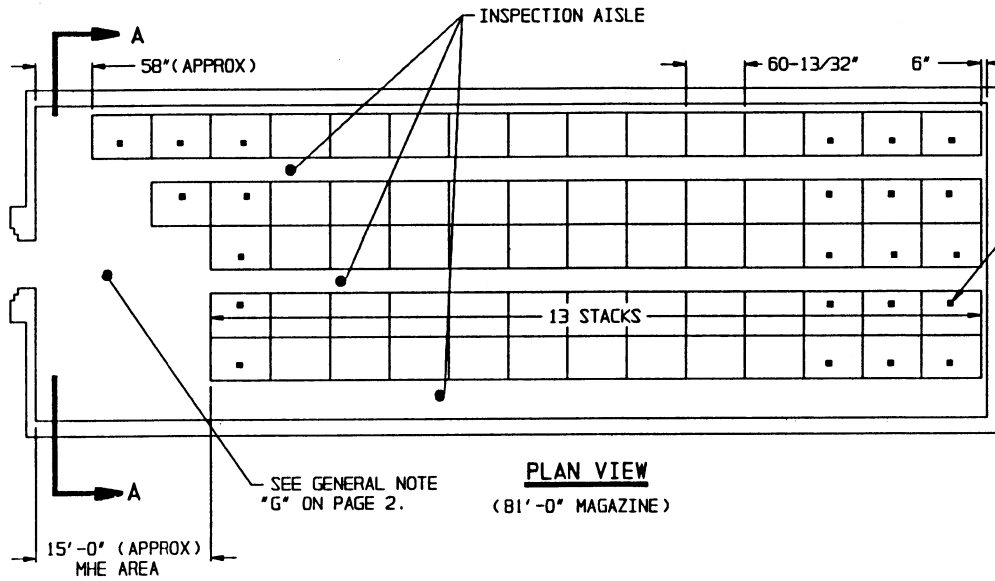 INSPECTION AISLE
A
58"(APPROX)
60-13/32"
6"
13 STACKS
SEE GENERAL NOTE
"G" ON PAGE 2.
PLAN VIEW
(81'-0" MAGAZINE)
A
15'-0" (APPROX)
MHE AREA